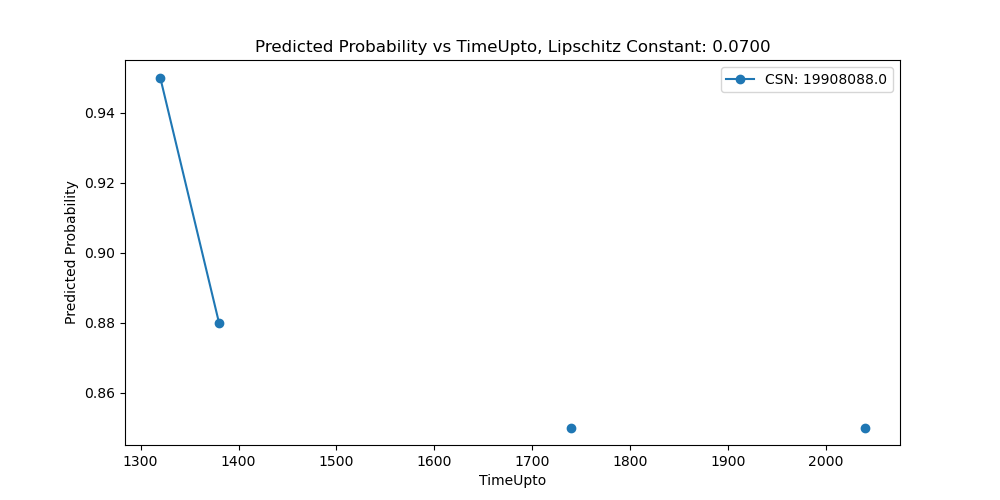 Predicted Probability vs TimeUpto, Lipschitz Constant: 0.0700
CSN: 19908088.0
Predicted Probability
0.94
0.92
0.90
0.88
0.86
1300 1400 1500 1600 1700 1800 1900 2000
TimeUpto